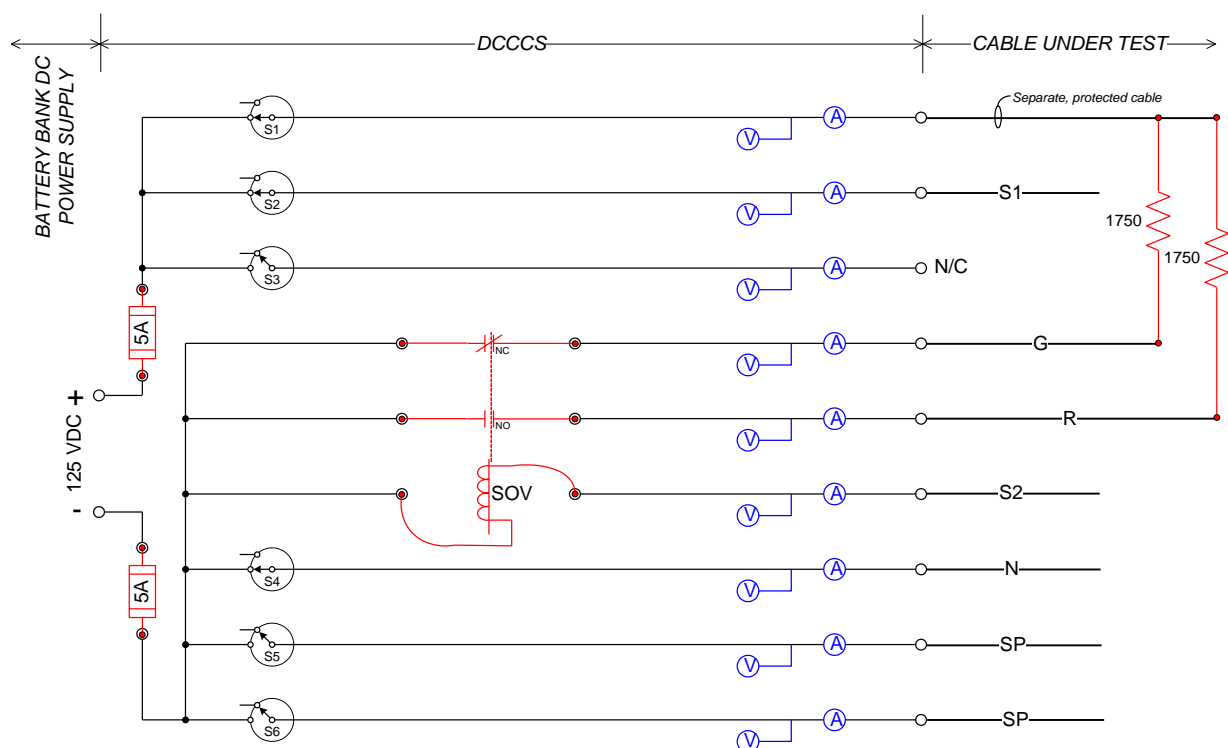 BATTERY BANK DC
POWER SUPPLY
DCCCS
CABLE UNDER TEST
Separate, protected cable
S1
V
A
S2
V
A
S1
1750
1750
S3
V
A
N/C
5A
NC
V
A
G
125 VDC
+
-
NO
V
A
R
SOV
V
A
S2
5A
S4
V
A
N
S5
V
A
SP
S6
V
A
SP